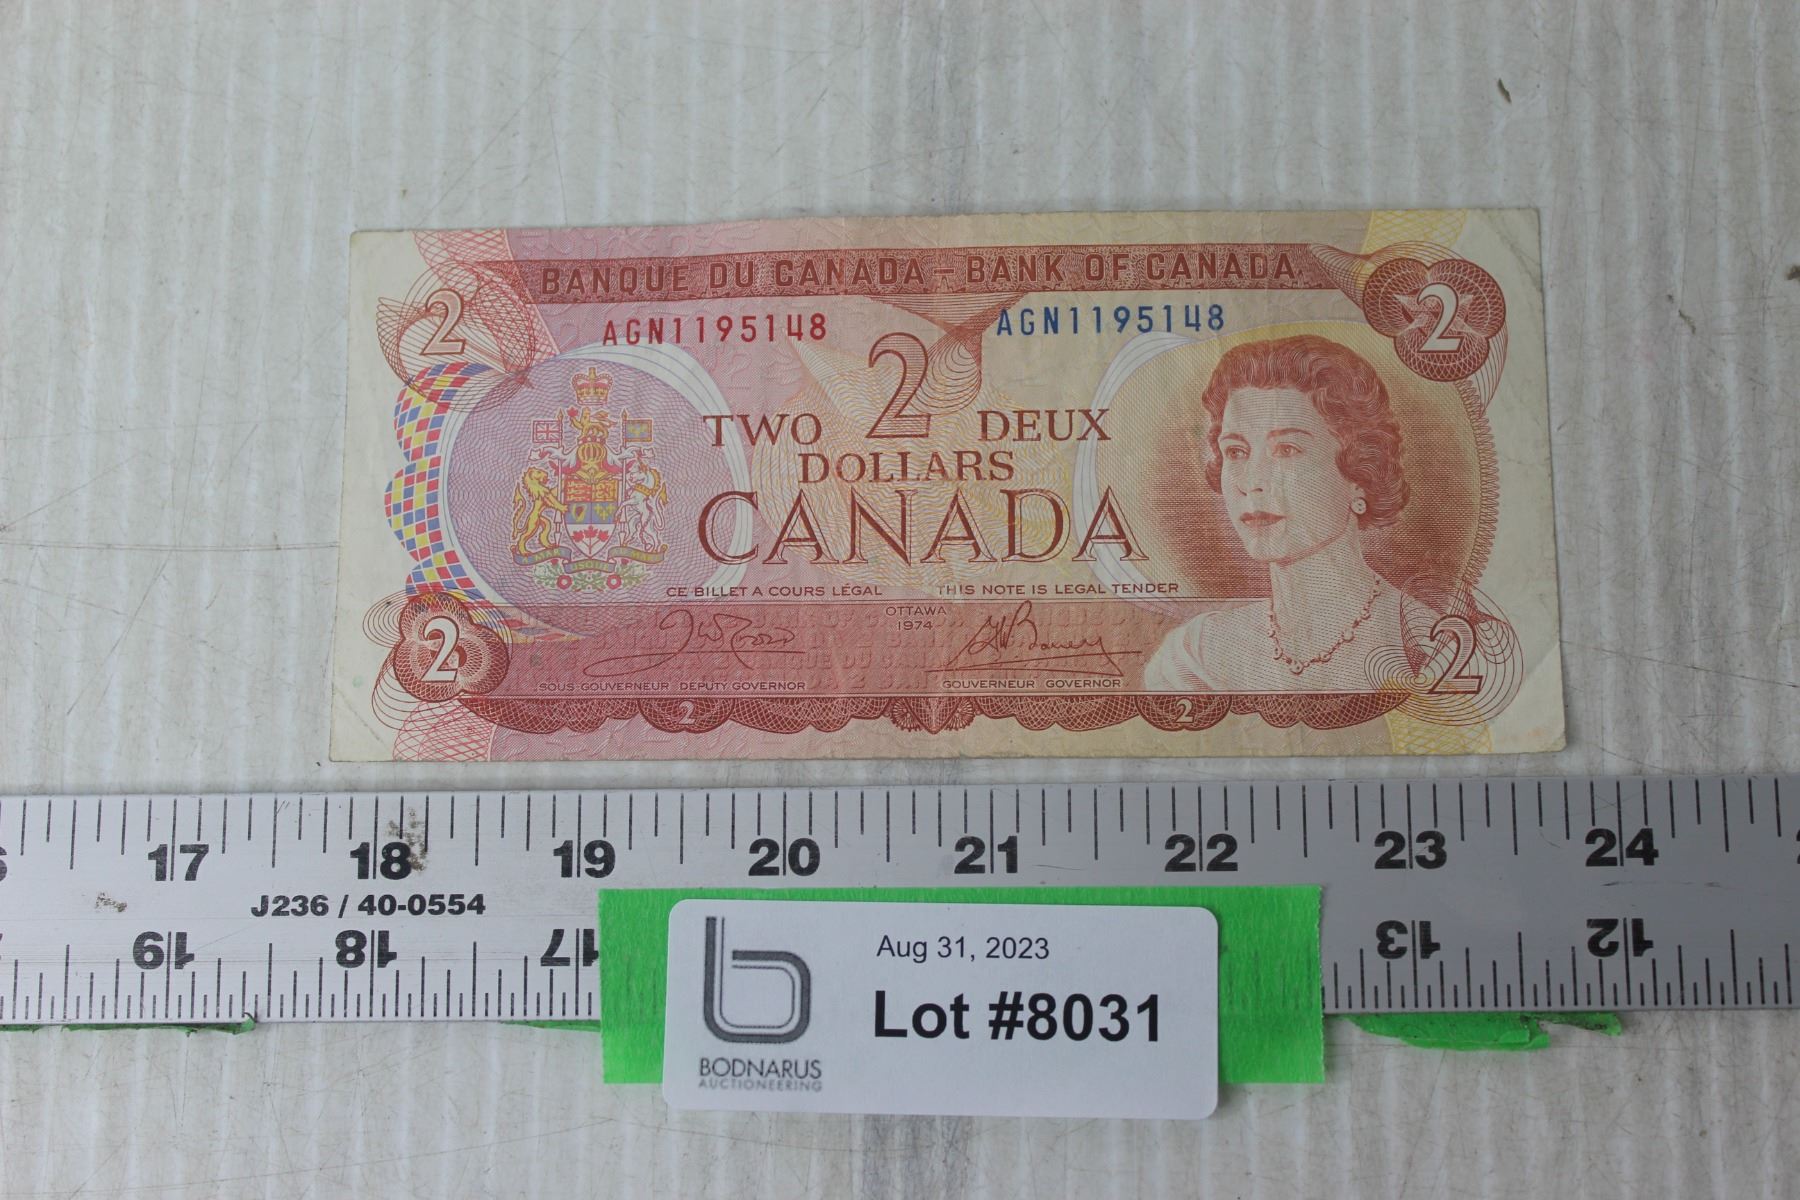 BANQUE DU CANADA – BANK OF CANADA
2 2
AGN1195148 AGN1195148
2
TWO DEUX
DOLLARS
CANADA
CE BILLET A COURS LÉGAL THIS NOTE IS LEGAL TENDER
OTTAWA
1974
2 2
SOUS-GOUVERNEUR DEPUTY GOVERNOR GOUVERNEUR GOVERNOR
2 2
17 18 19 20 21 22 23 24
J236 / 40-0554
19 18 17 13 12
Aug 31, 2023
Lot #8031
BODNARUS
AUCTIONEERING